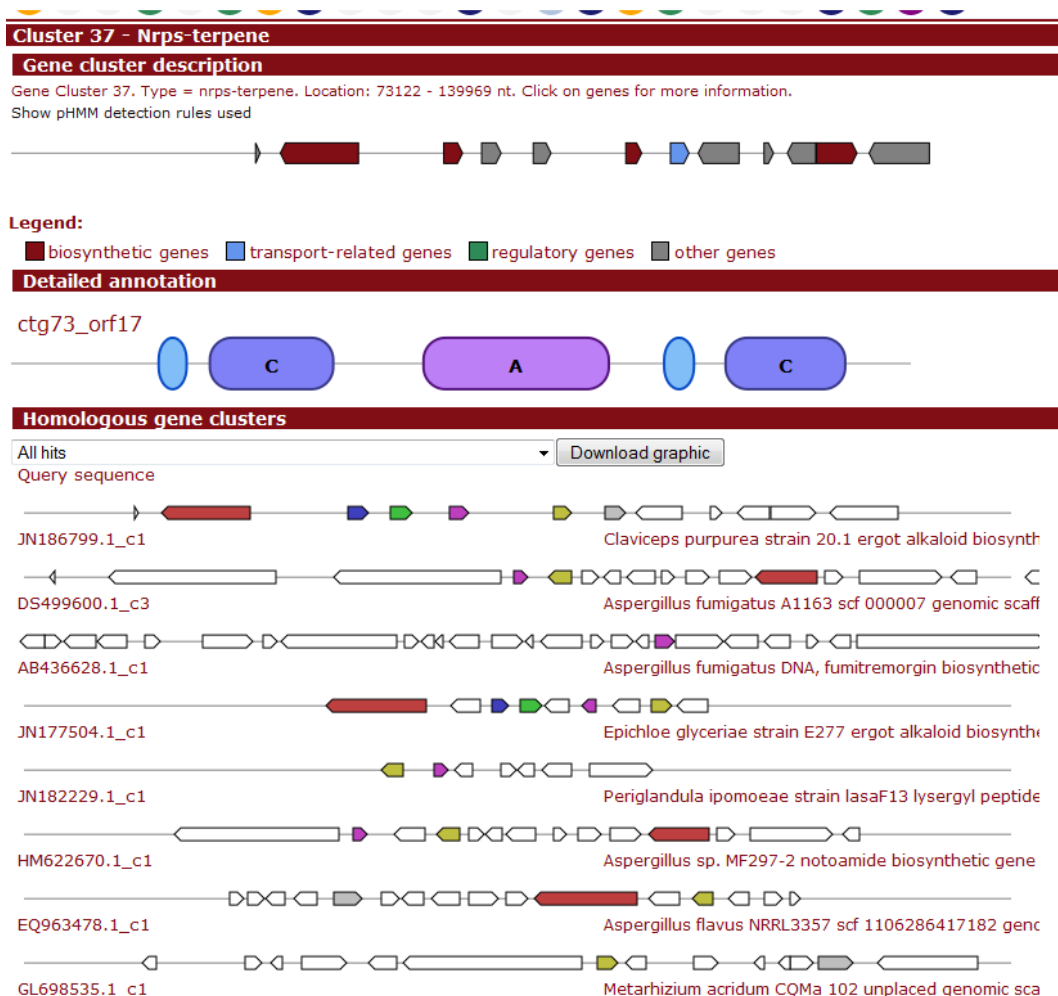 Cluster 37 - Nrps-terpene
Gene cluster description
Gene Cluster 37. Type = nrps-terpene. Location: 73122 - 139969 nt. Click on genes for more information.
Show pHMM detection rules used
Legend:
biosynthetic genes transport-related genes regulatory genes other genes
Detailed annotation
ctg73_orf17
C A C
Homologous gene clusters
All hits Download graphic
Query sequence
JN186799.1_c1 Claviceps purpurea strain 20.1 ergot alkaloid biosynth
DS499600.1_c3 Aspergillus fumigatus A1163 scf 000007 genomic scaff
AB436628.1_c1 Aspergillus fumigatus DNA, fumitremorgin biosynthetic
JN177504.1_c1 Epichloe glyceriae strain E277 ergot alkaloid biosynthe
JN182229.1_c1 Periglandula ipomoeae strain IasaF13 lysergyl peptide
HM622670.1_c1 Aspergillus sp. MF297-2 notoamide biosynthetic gene
EQ963478.1_c1 Aspergillus flavus NRRL3357 scf 1106286417182 geno
GL698535.1_c1 Metarhizium acridum CQMa 102 unplaced genomic sca